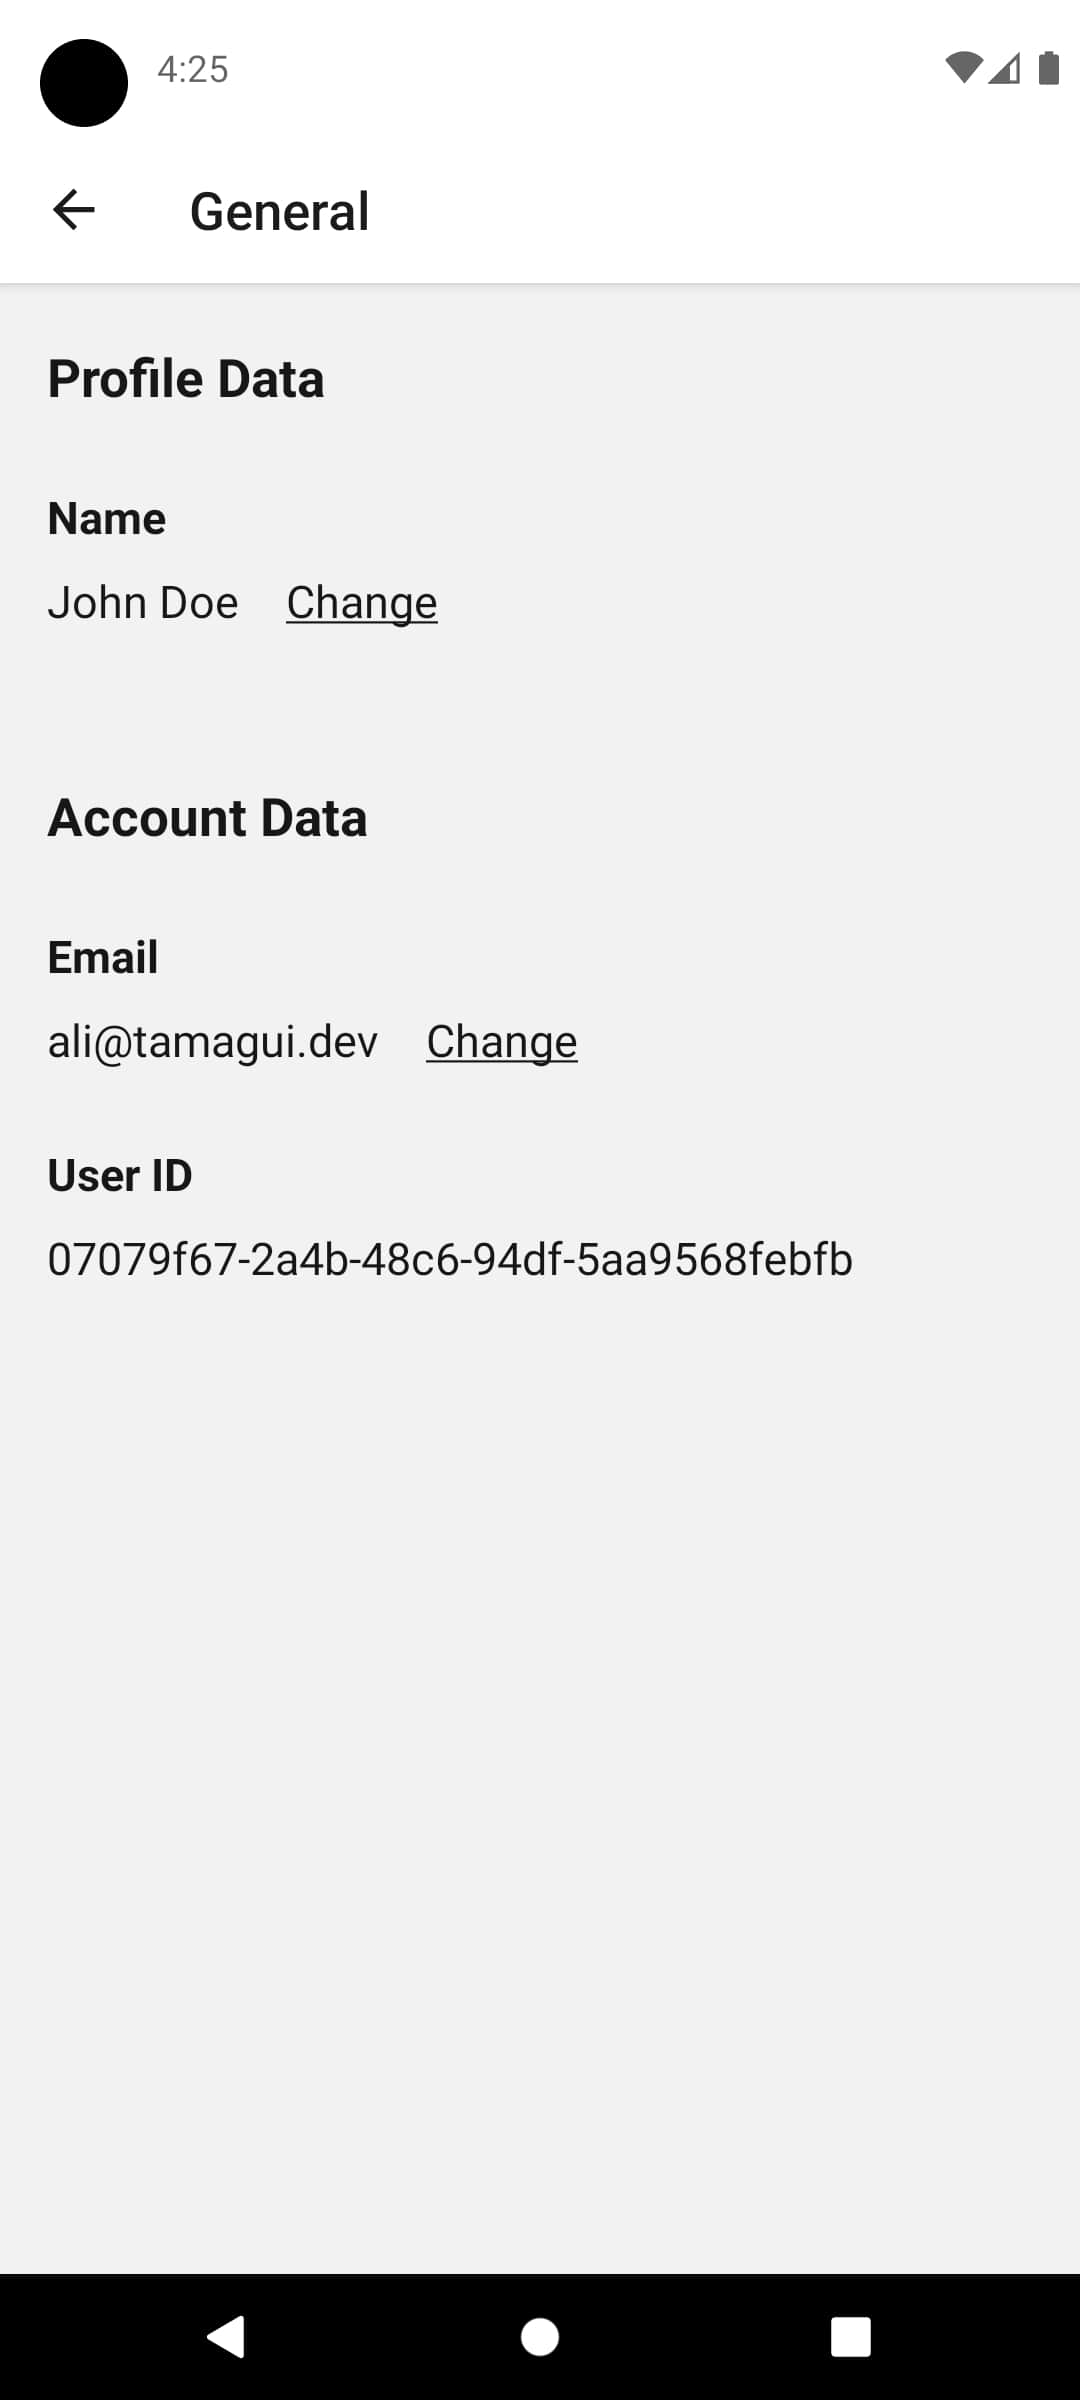 4:25
General
Profile Data
Name
John Doe Change
Account Data
Email
ali@tamagui.dev Change
User ID
07079f67-2a4b-48c6-94df-5aa9568febfb